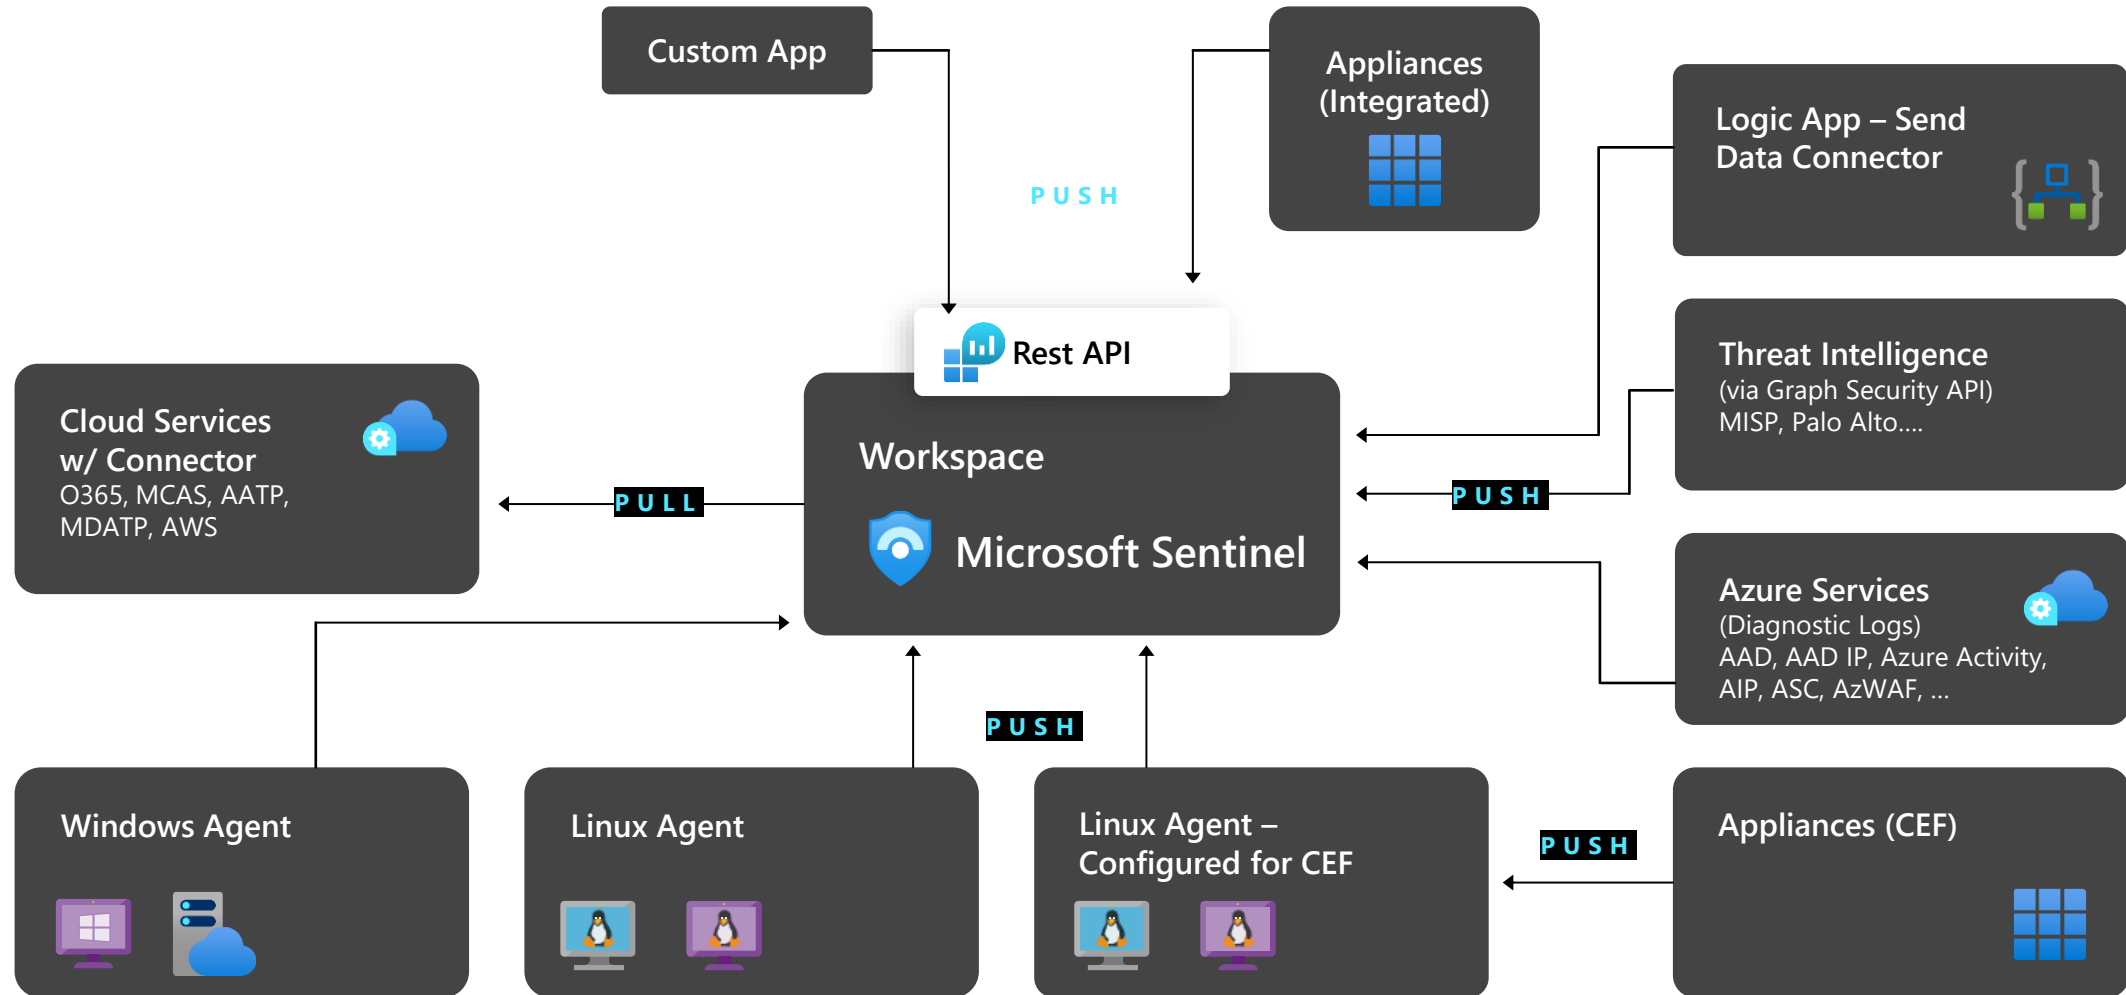 Custom App
Appliances
(Integrated)
Logic App – Send
Data Connector
PUSH
Rest API
Threat Intelligence
(via Graph Security API)
MISP, Palo Alto....
Cloud Services
w/ Connector
O365, MCAS, AATP,
MDATP, AWS
PULL
Workspace
Microsoft Sentinel
PUSH
Azure Services
(Diagnostic Logs)
AAD, AAD IP, Azure Activity,
AIP, ASC, AzWAF, ...
PUSH
Windows Agent
Linux Agent
Linux Agent –
Configured for CEF
PUSH
Appliances (CEF)